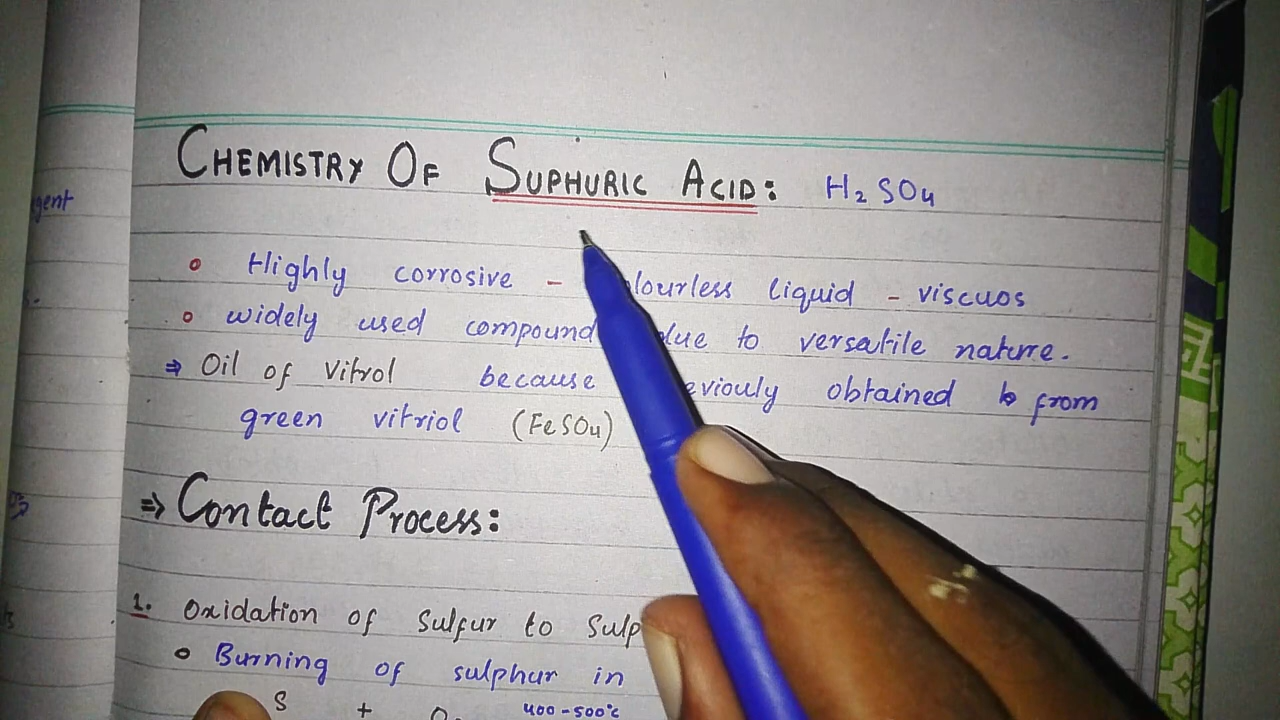 CHEMISTRY OF SUPHURIC ACID: H₂SO₄
gent
Highly corrosive - lourless liquid - viscuos
widely used compound due to versatile nature.
⇒ Oil of Vitrol because eviouly obtained from
green vitriol (FeSO₄)
⇒ Contact Process:
1. Oxidation of Sulfur to Sulp
Burning of sulphur in
S + O 400-500°C